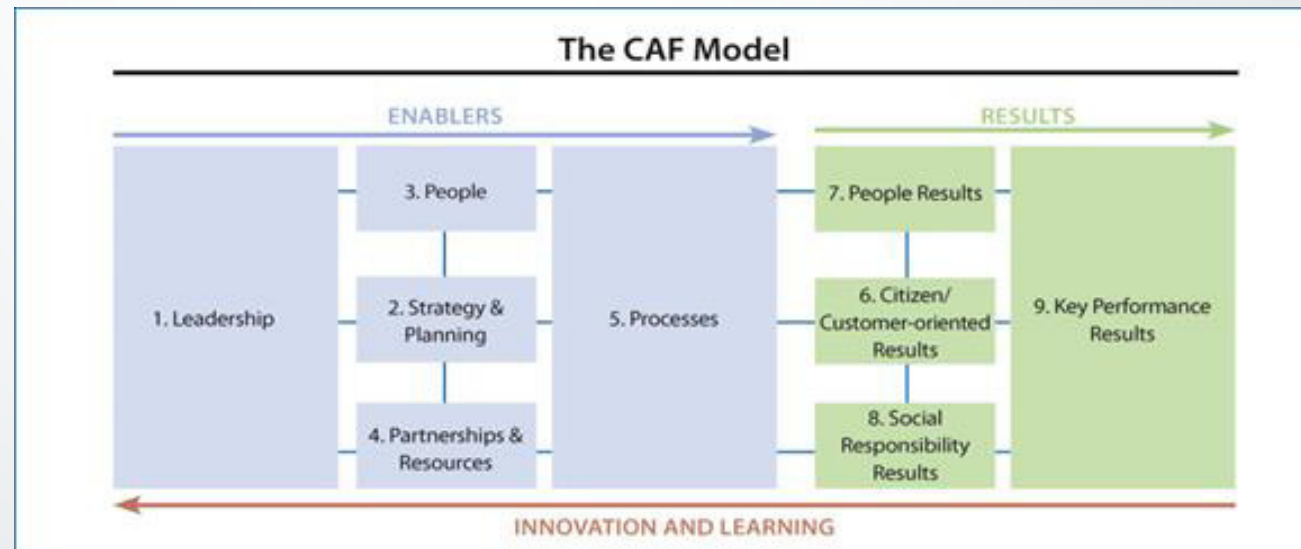 The CAF Model
ENABLERS
RESULTS
1. Leadership
3. People
2. Strategy &
Planning
4. Partnerships &
Resources
5. Processes
7. People Results
6. Citizen/
Customer-oriented
Results
8. Social
Responsibility
Results
9. Key Performance
Results
INNOVATION AND LEARNING